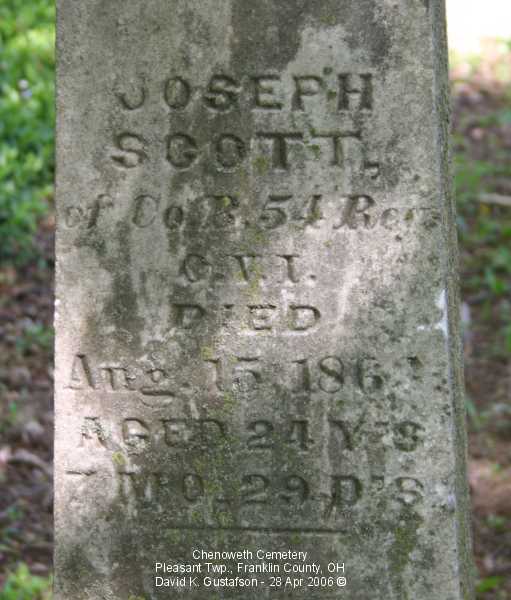 JOSEPH
SCOTT,
of Co. B. 54 Reg.
O.V.I.
DIED
Aug. 15, 1864
AGED 24 Y'S
MO. 29 D'S
Chenoweth Cemetery
Pleasant Twp., Franklin County, OH
David K. Gustafson - 28 Apr 2006 ©